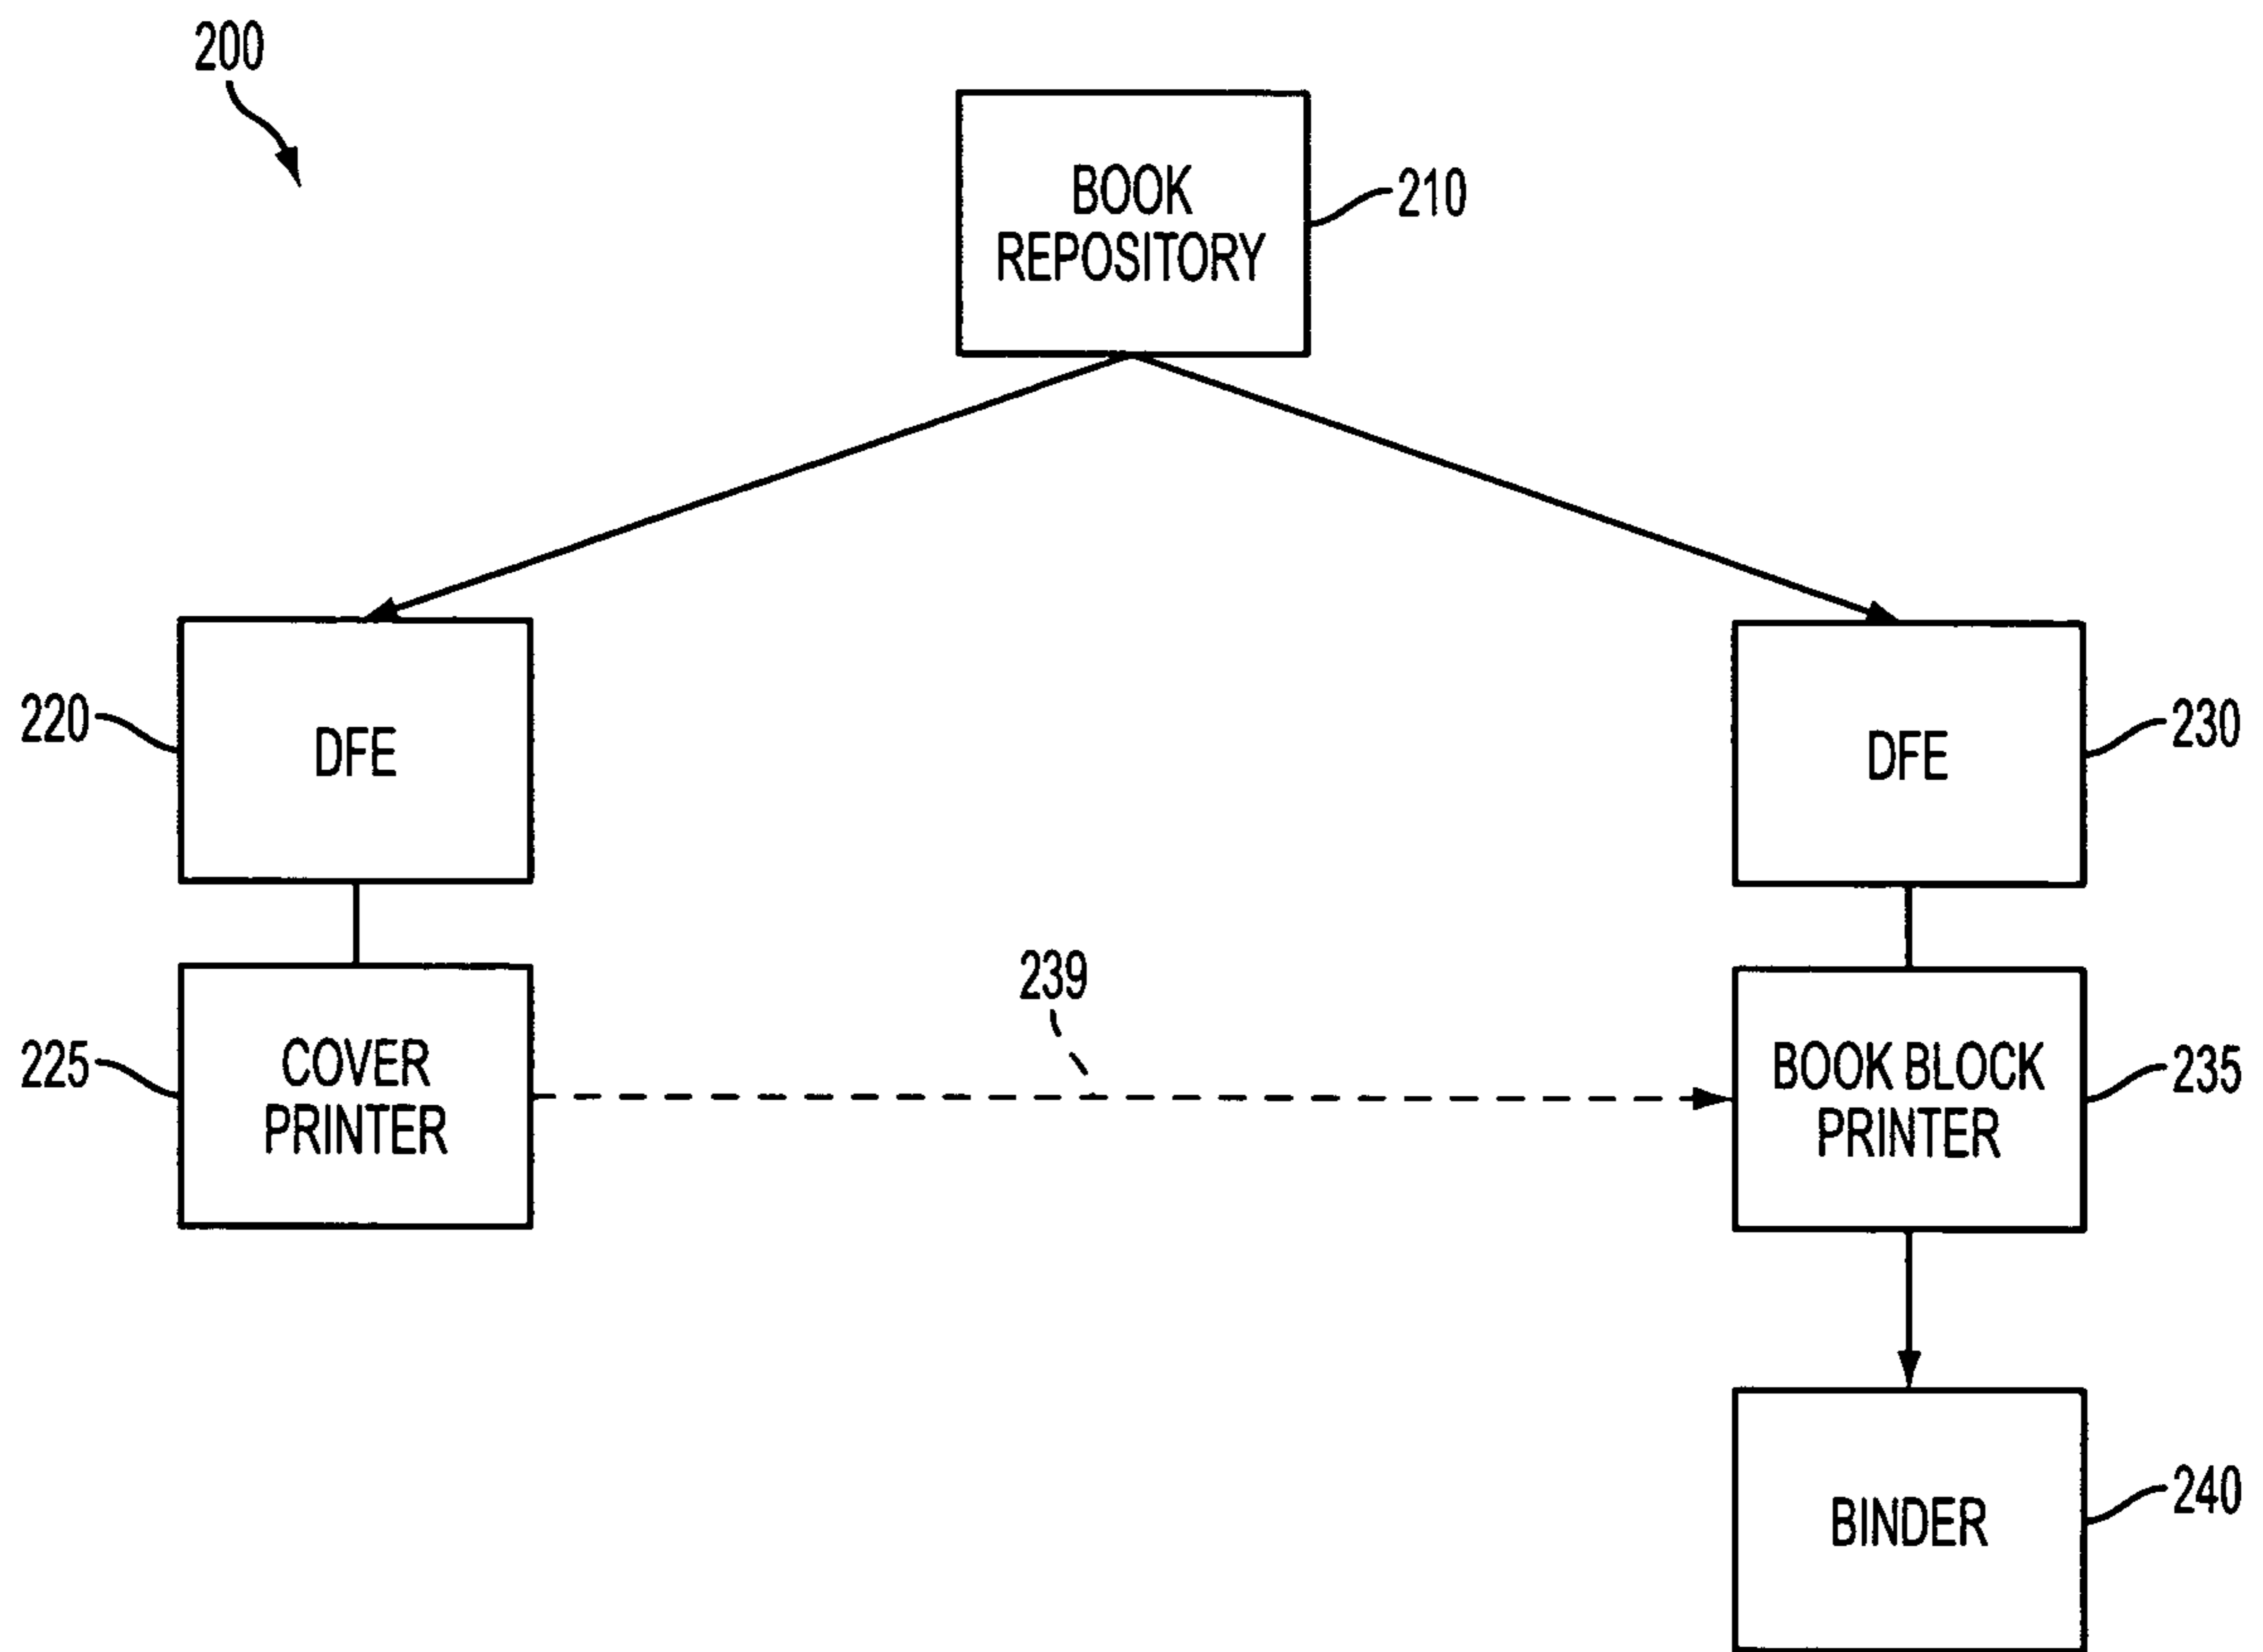 200
BOOK
REPOSITORY
210
220
DFE
DFE
230
239
225
COVER
PRINTER
BOOK BLOCK
PRINTER
235
BINDER
240